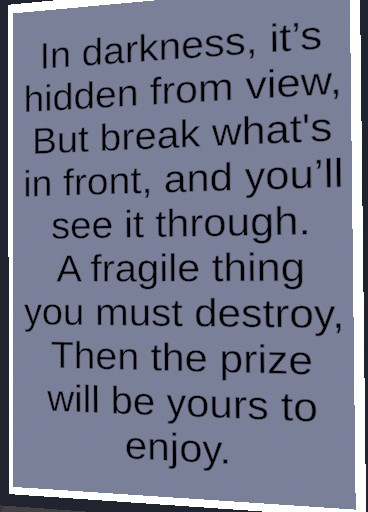 In darkness, it’s
hidden from view,
But break what's
in front, and you’ll
see it through.
A fragile thing
you must destroy,
Then the prize
will be yours to
enjoy.